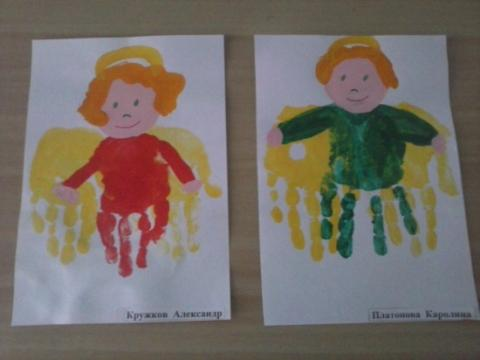 Кружков Александр
Платонова Каролина